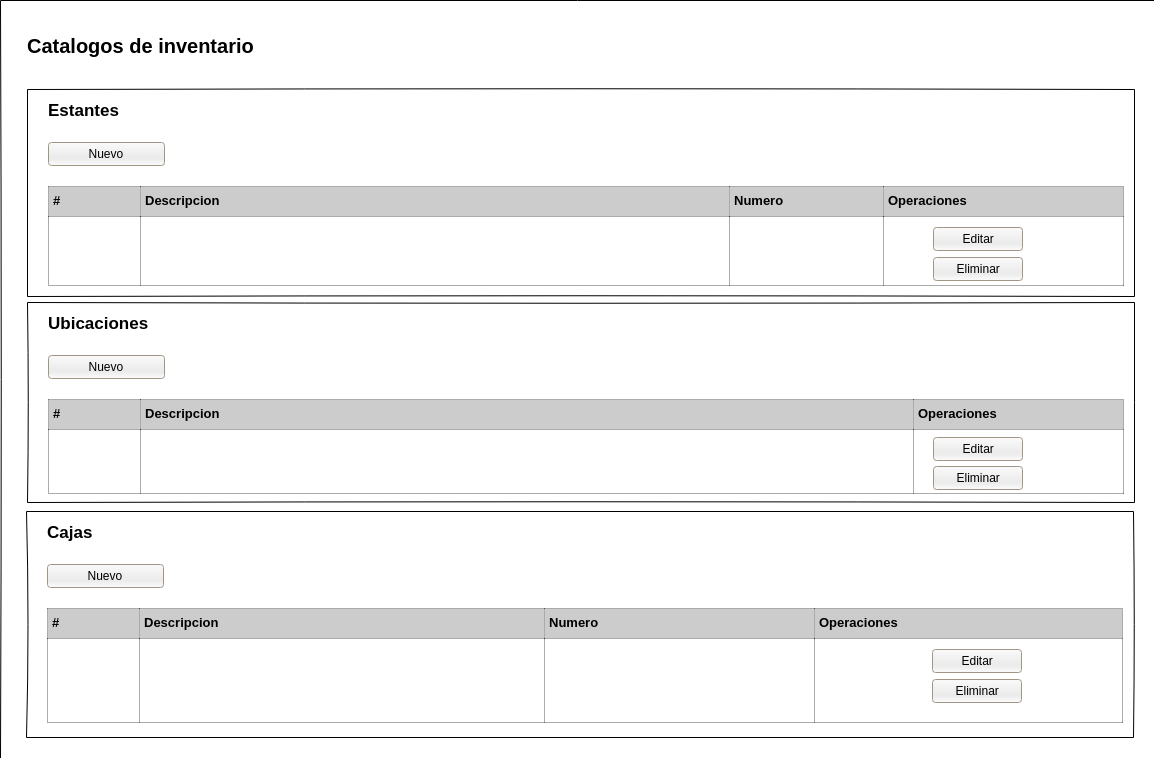 Catalogos de inventario
Estantes
Nuevo
# Descripcion Numero Operaciones
Editar
Eliminar
Ubicaciones
Nuevo
# Descripcion Operaciones
Editar
Eliminar
Cajas
Nuevo
# Descripcion Numero Operaciones
Editar
Eliminar